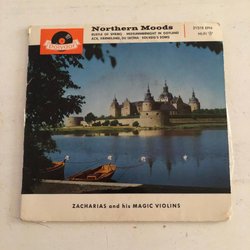 Polydor
Northern Moods
RUSTLE OF SPRING · MIDSUMMERNIGHT IN GOTLAND
ACH, VÄRMELAND, DU SKÖNA · SOLVEIG'S SONG
ZACHARIAS and his MAGIC VIOLINS